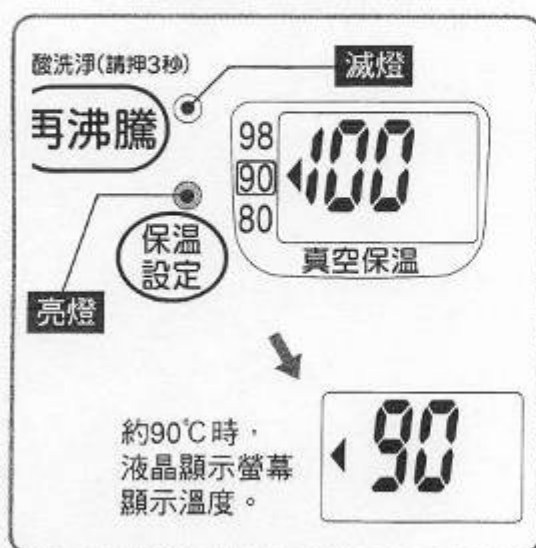 酸洗淨(請押3秒)
滅燈
再沸騰
98
90
80
100
真空保温
保温
設定
亮燈
約90℃時，
液晶顯示螢幕
顯示溫度。
90